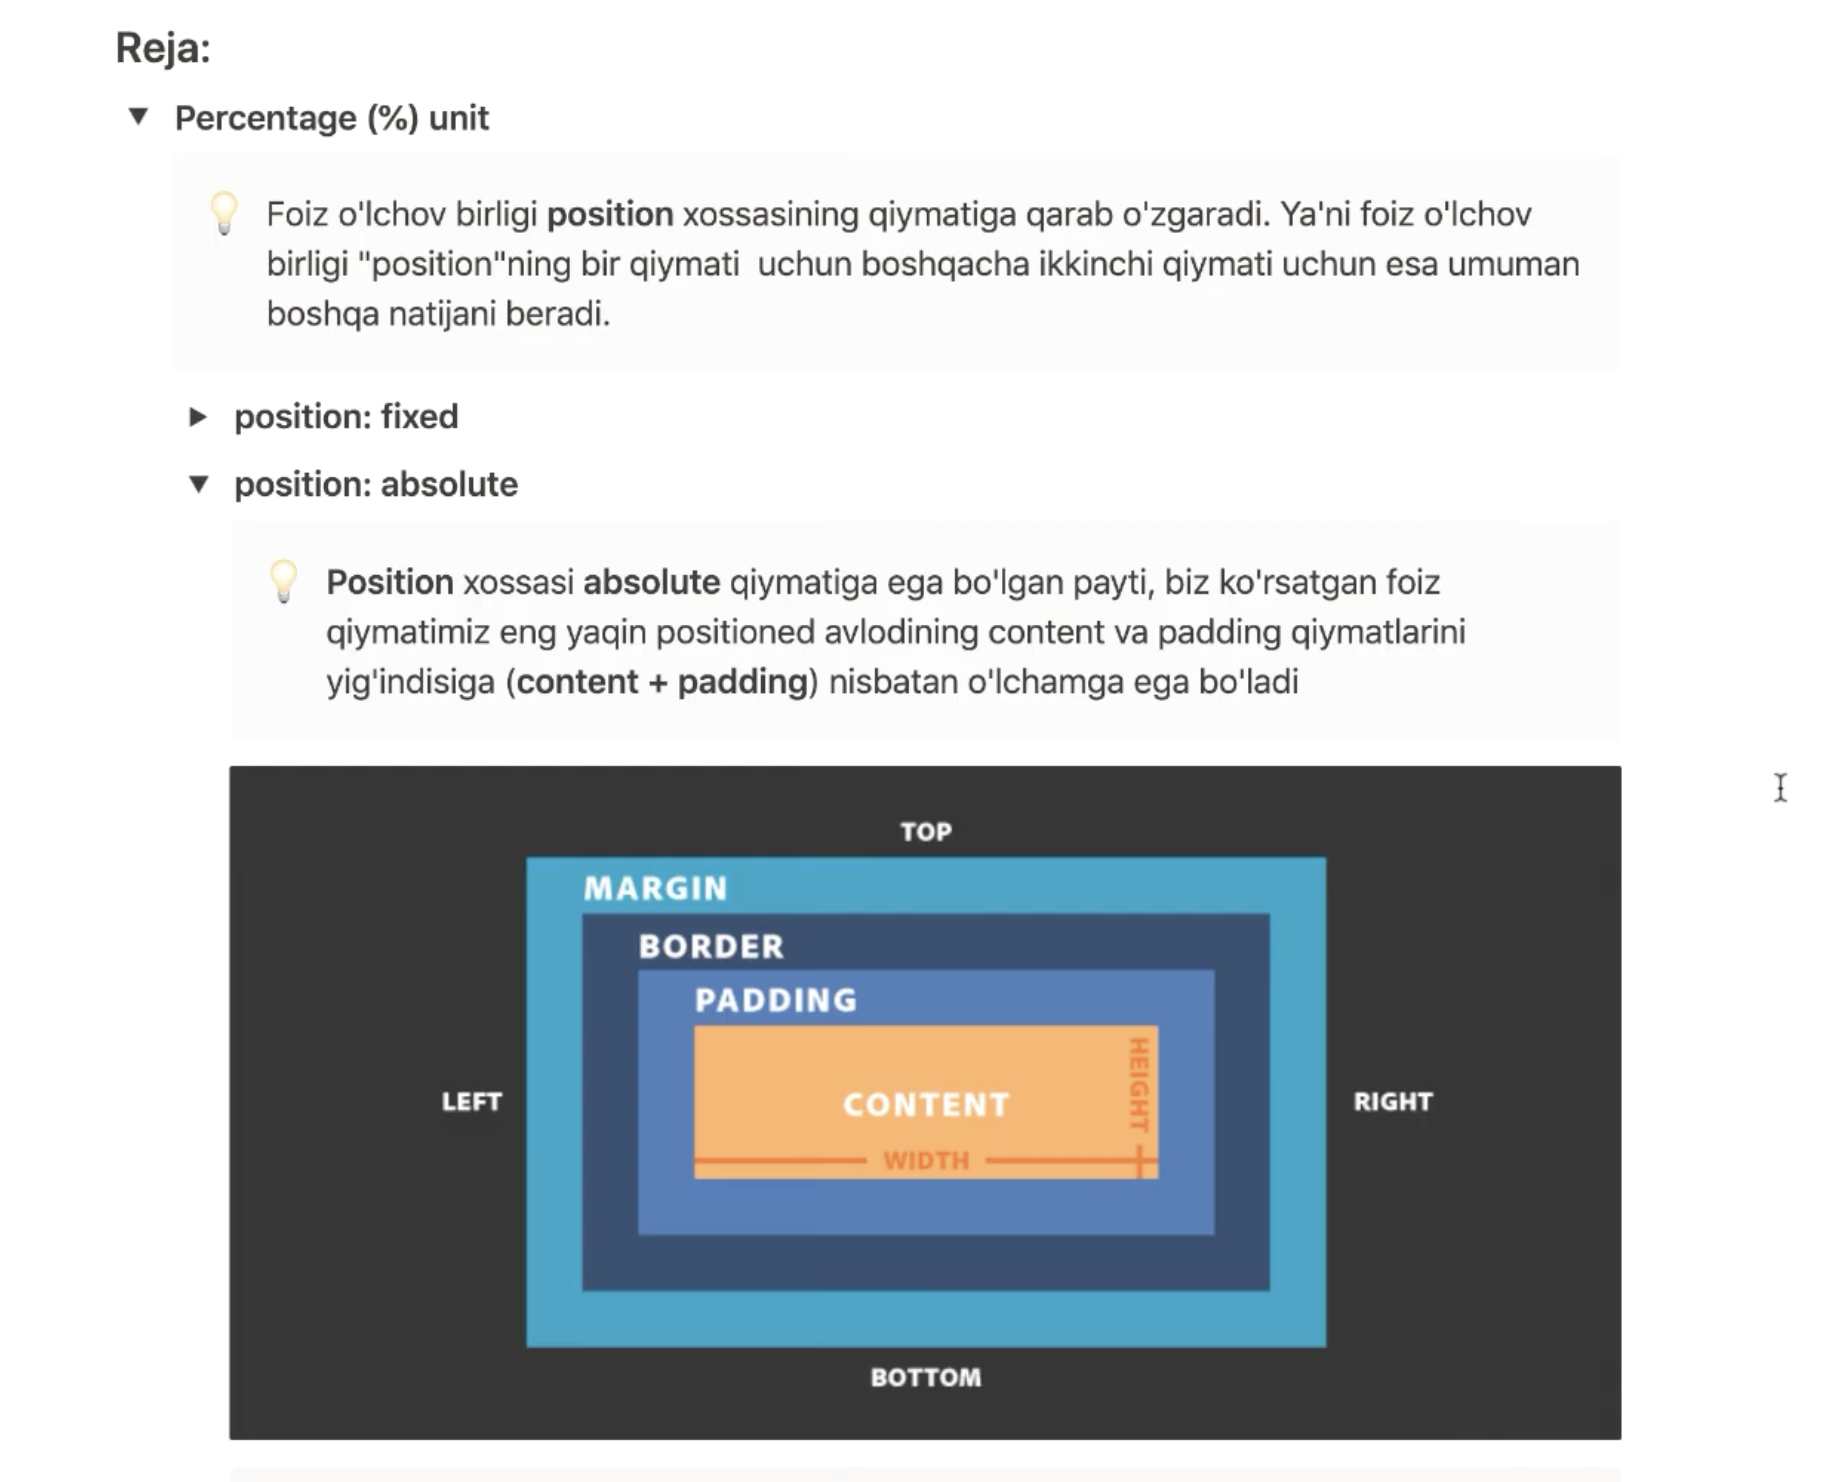 Reja:
Percentage (%) unit
Foiz o'lchov birligi position xossasining qiymatiga qarab o'zgaradi. Ya'ni foiz o'lchov
birligi "position"ning bir qiymati  uchun boshqacha ikkinchi qiymati uchun esa umuman
boshqa natijani beradi.
position: fixed
position: absolute
Position xossasi absolute qiymatiga ega bo'lgan payti, biz ko'rsatgan foiz
qiymatimiz eng yaqin positioned avlodining content va padding qiymatlarini
yig'indisiga (content + padding) nisbatan o'lchamga ega bo'ladi
TOP
MARGIN
BORDER
PADDING
HEIGHT
LEFT
CONTENT
RIGHT
WIDTH
BOTTOM